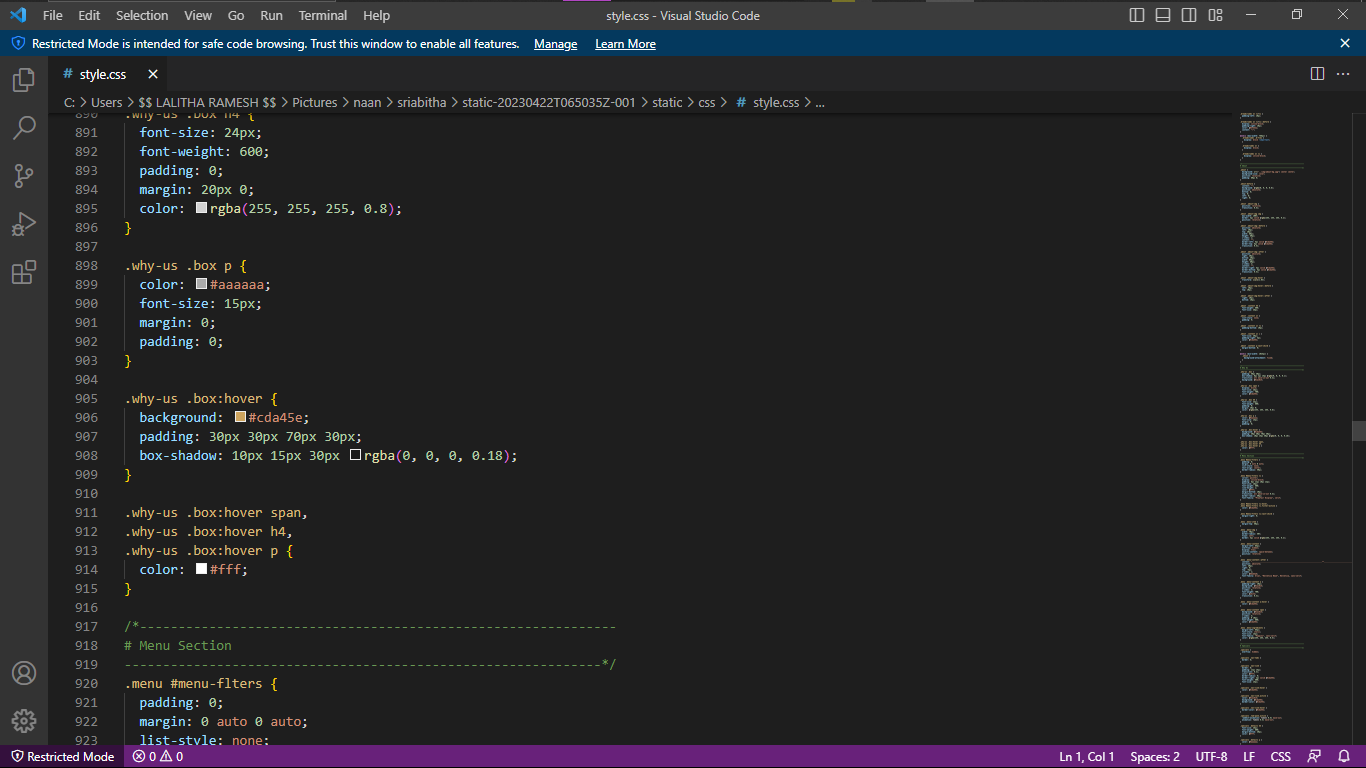 File Edit Selection View Go Run Terminal Help style.css - Visual Studio Code
Restricted Mode is intended for safe code browsing. Trust this window to enable all features. Manage Learn More
# style.css
C: > Users > $$ LALITHA RAMESH $$ > Pictures > naan > sriabitha > static-20230422T065035Z-001 > static > css > # style.css > ...
890 .why-us .box h4 {
891 font-size: 24px;
892 font-weight: 600;
893 padding: 0;
894 margin: 20px 0;
895 color: rgba(255, 255, 255, 0.8);
896 }
897
898 .why-us .box p {
899 color: #aaaaaa;
900 font-size: 15px;
901 margin: 0;
902 padding: 0;
903 }
904
905 .why-us .box:hover {
906 background: #cda45e;
907 padding: 30px 30px 70px 30px;
908 box-shadow: 10px 15px 30px rgba(0, 0, 0, 0.18);
909 }
910
911 .why-us .box:hover span,
912 .why-us .box:hover h4,
913 .why-us .box:hover p {
914 color: #fff;
915 }
916
917 /*--------------------------------------------------------------
918 # Menu Section
919 --------------------------------------------------------------*/
920 .menu #menu-flters {
921 padding: 0;
922 margin: 0 auto 0 auto;
923 list-style: none;
Restricted Mode 0 0 Ln 1, Col 1 Spaces: 2 UTF-8 LF CSS